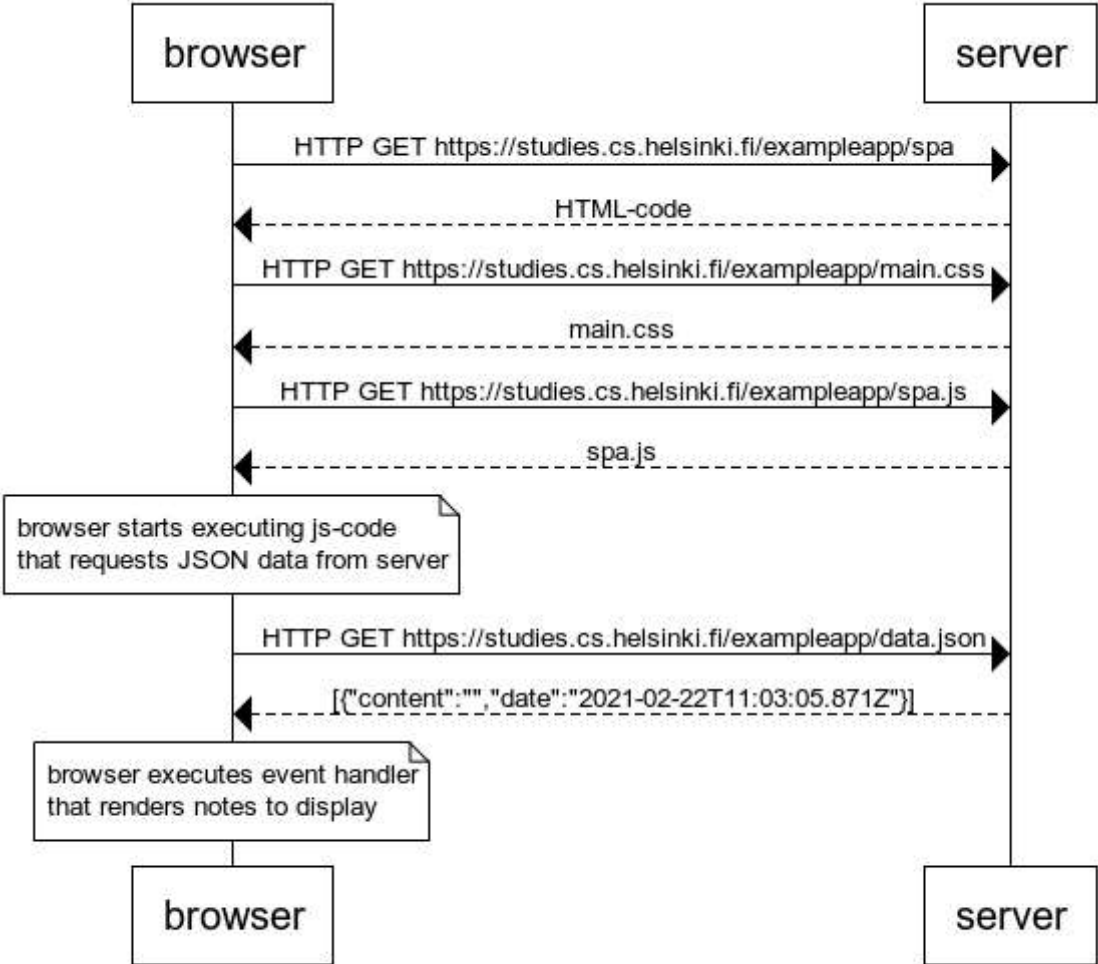 browser
server
HTTP GET https://studies.cs.helsinki.fi/exampleapp/spa
HTML-code
HTTP GET https://studies.cs.helsinki.fi/exampleapp/main.css
main.css
HTTP GET https://studies.cs.helsinki.fi/exampleapp/spa.js
spa.js
browser starts executing js-code
that requests JSON data from server
HTTP GET https://studies.cs.helsinki.fi/exampleapp/data.json
[{"content":"","date":"2021-02-22T11:03:05.871Z"}]
browser executes event handler
that renders notes to display
browser
server